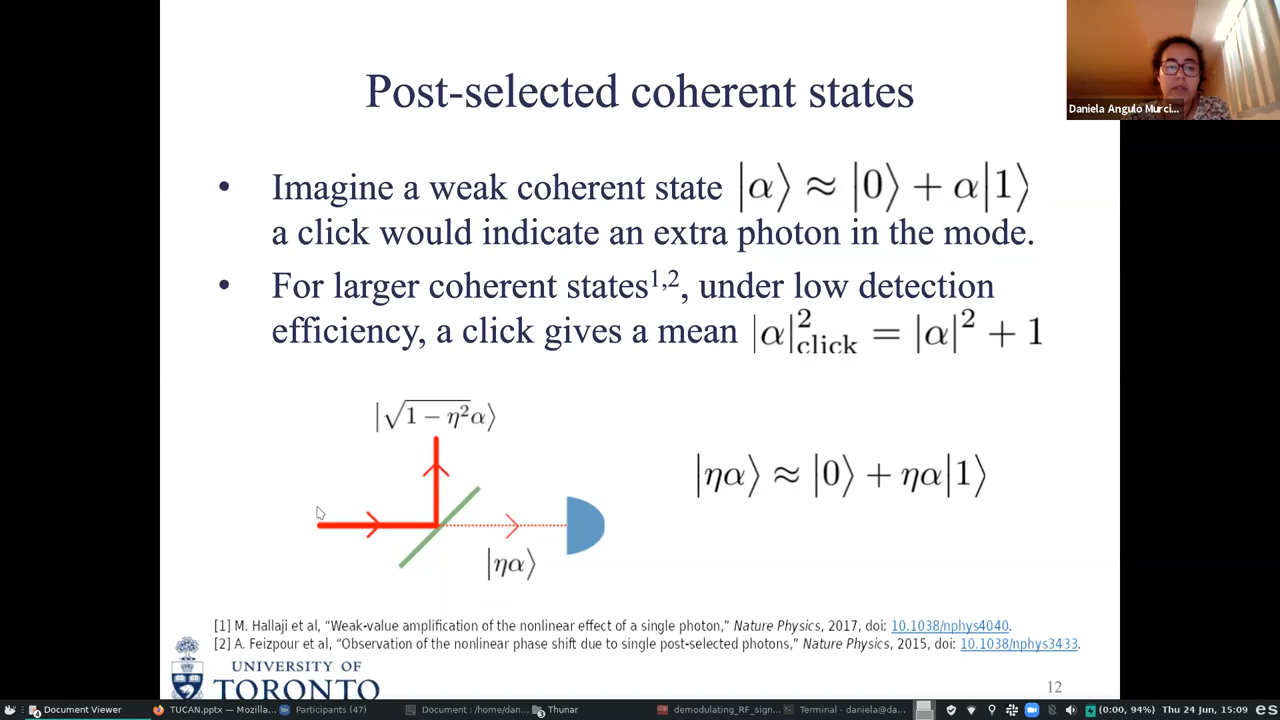 Post-selected coherent states
Daniela Angulo Murci...
• Imagine a weak coherent state |α⟩ ≈ |0⟩ + α|1⟩
a click would indicate an extra photon in the mode.
• For larger coherent states¹,², under low detection
efficiency, a click gives a mean |α|²click = |α|² + 1
|√1 − η²α⟩
|ηα⟩ ≈ |0⟩ + ηα|1⟩
|ηα⟩
[1] M. Hallaji et al, “Weak-value amplification of the nonlinear effect of a single photon,” Nature Physics, 2017, doi: 10.1038/nphys4040.
[2] A. Feizpour et al, “Observation of the nonlinear phase shift due to single post-selected photons,” Nature Physics, 2015, doi: 10.1038/nphys3433.
UNIVERSITY OF
TORONTO
12
4 Document Viewer TUCAN.pptx — Mozilla... Participants (47) Document : /home/dan... 3 Thunar demodulating_RF_sign... Terminal - daniela@da... (0:00, 94%) Thu 24 Jun, 15:09 es